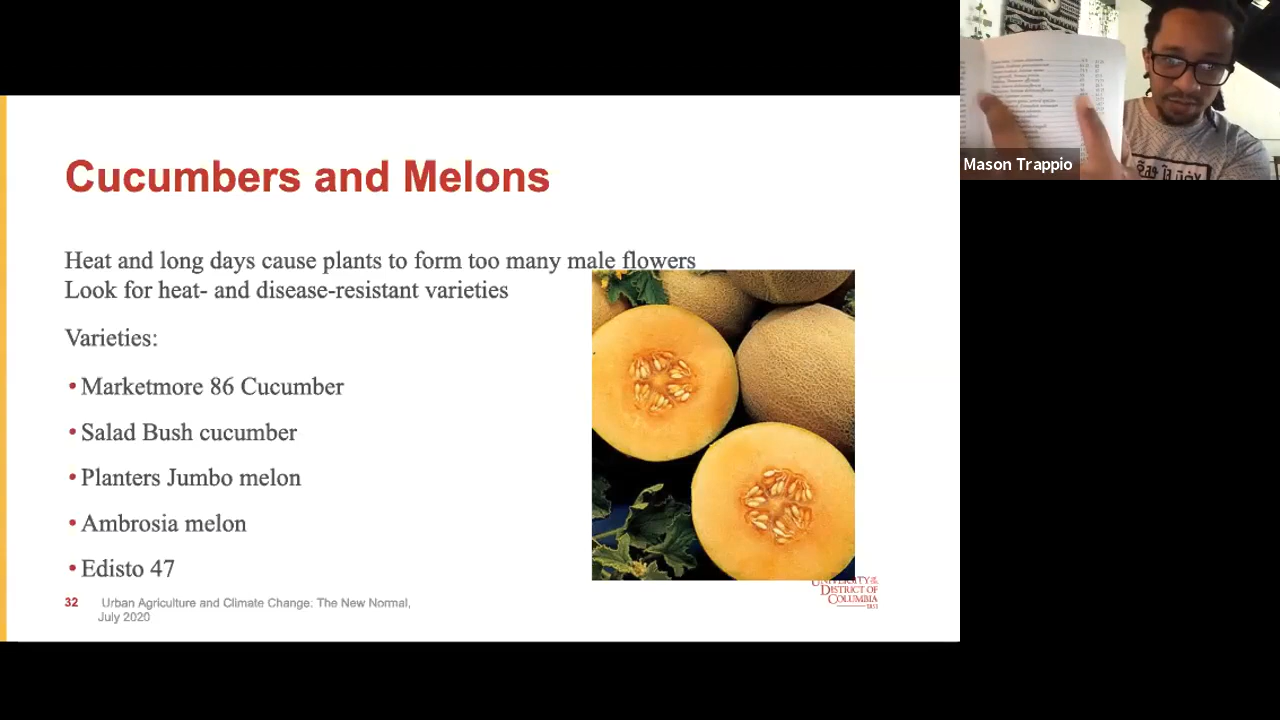 Cucumbers and Melons
Heat and long days cause plants to form too many male flowers
Look for heat- and disease-resistant varieties
Varieties:
• Marketmore 86 Cucumber
• Salad Bush cucumber
• Planters Jumbo melon
• Ambrosia melon
• Edisto 47
32 Urban Agriculture and Climate Change: The New Normal,
July 2020
UNIVERSITY OF THE
DISTRICT OF
COLUMBIA
1851
Mason Trappio